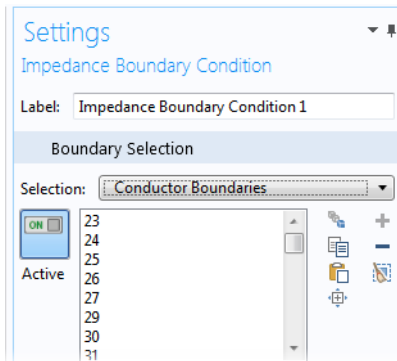 Settings
Impedance Boundary Condition
Label: Impedance Boundary Condition 1
Boundary Selection
Selection: Conductor Boundaries
ON
Active
23
24
25
26
27
29
30
31